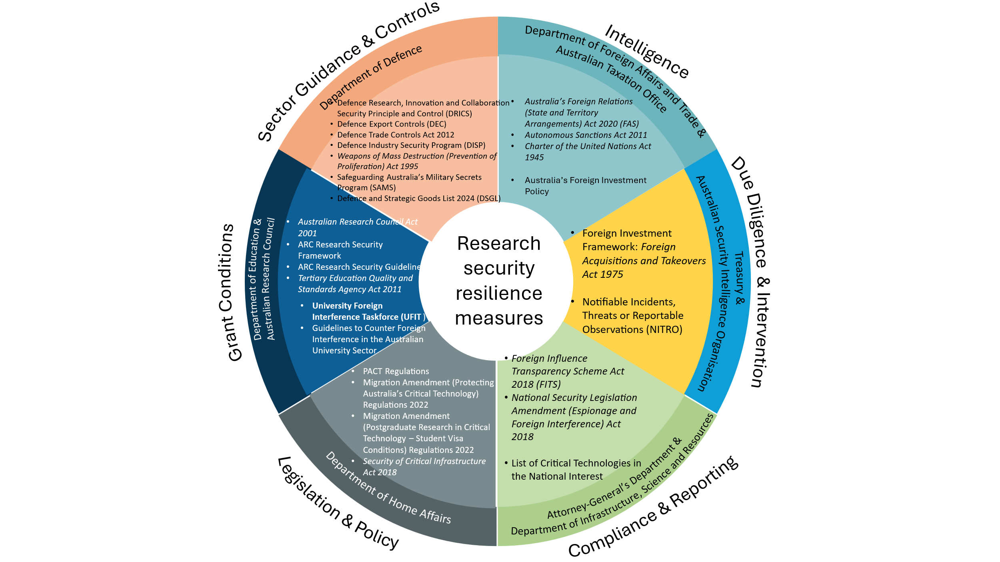 Sector Guidance & Controls
Department of Defence
• Defence Research, Innovation and Collaboration
Security Principle and Control (DRICS)
• Defence Export Controls (DEC)
• Defence Trade Controls Act 2012
• Defence Industry Security Program (DISP)
• Weapons of Mass Destruction (Prevention of
Proliferation) Act 1995
• Safeguarding Australia’s Military Secrets
Program (SAMS)
• Defence and Strategic Goods List 2024 (DSGL)
Intelligence
Department of Foreign Affairs and Trade &
Australian Taxation Office
• Australia’s Foreign Relations
(State and Territory
Arrangements) Act 2020 (FAS)
• Autonomous Sanctions Act 2011
• Charter of the United Nations Act
1945
• Australia’s Foreign Investment
Policy
Due Diligence & Intervention
Treasury &
Australian Security Intelligence Organisation
• Foreign Investment
Framework: Foreign
Acquisitions and Takeovers
Act 1975
• Notifiable Incidents,
Threats or Reportable
Observations (NITRO)
Compliance & Reporting
Attorney-General’s Department &
Department of Infrastructure, Science and Resources
• Foreign Influence
Transparency Scheme Act
2018 (FITS)
• National Security Legislation
Amendment (Espionage and
Foreign Interference) Act
2018
• List of Critical Technologies in
the National Interest
Legislation & Policy
Department of Home Affairs
• PACT Regulations
• Migration Amendment (Protecting
Australia’s Critical Technology)
Regulations 2022
• Migration Amendment
(Postgraduate Research in Critical
Technology – Student Visa
Conditions) Regulations 2022
• Security of Critical Infrastructure
Act 2018
Grant Conditions
Department of Education &
Australian Research Council
• Australian Research Council Act
2001
• ARC Research Security
Framework
• ARC Research Security Guideline
• Tertiary Education Quality and
Standards Agency Act 2011
• University Foreign
Interference Taskforce (UFIT )
• Guidelines to Counter Foreign
Interference in the Australian
University Sector
Research
security
resilience
measures